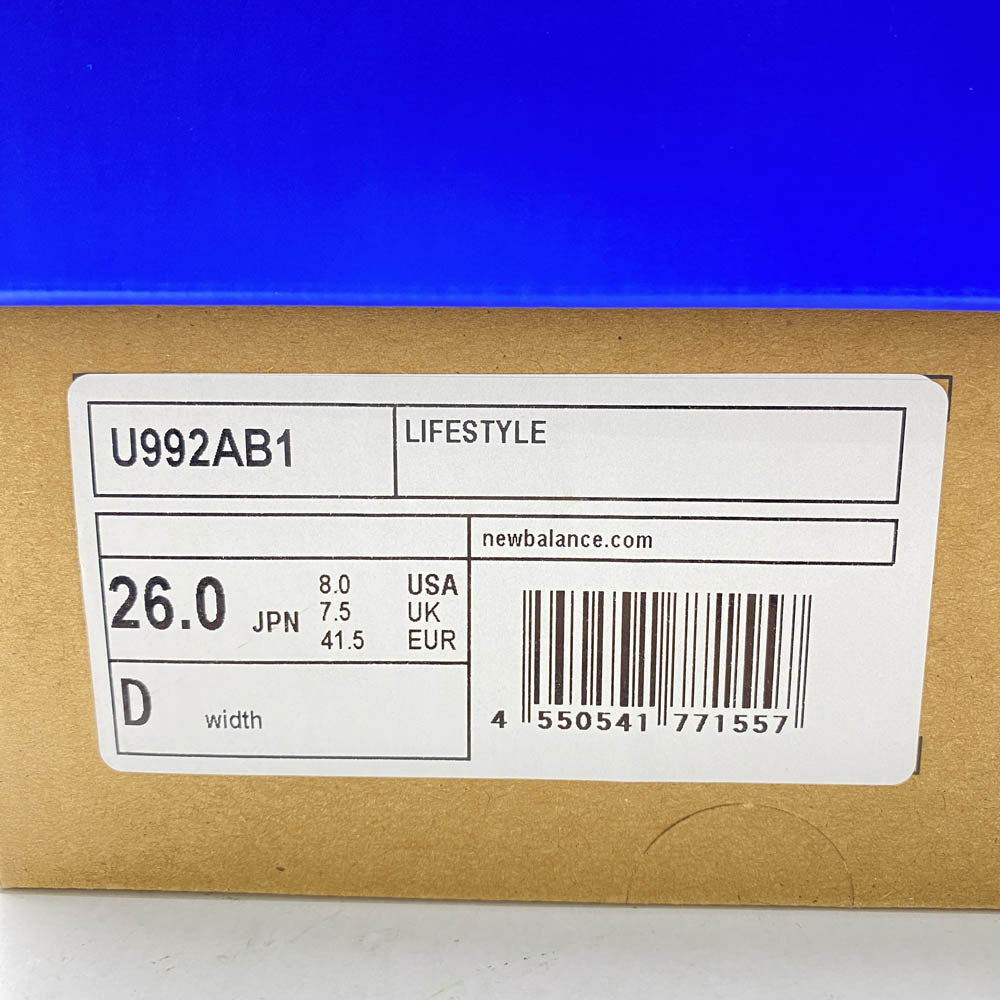 U992AB1
LIFESTYLE
newbalance.com
26.0 JPN
8.0 USA
7.5 UK
41.5 EUR
D width
4 550541 771557